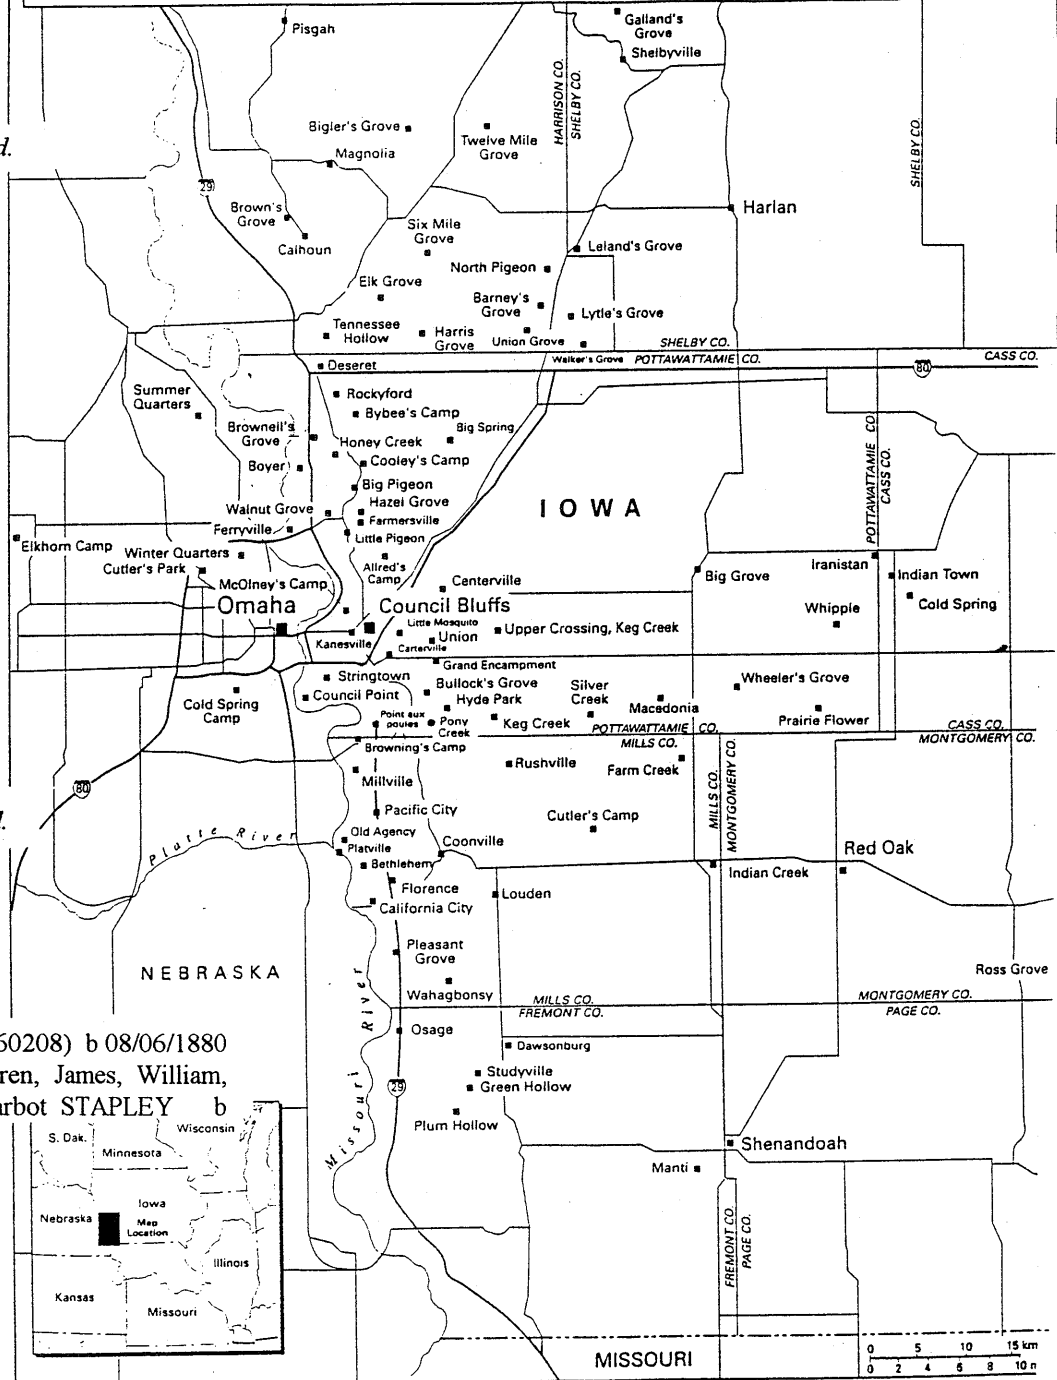 Pisgah
Galland's
Grove
Shelbyville
HARRISON CO.
SHELBY CO.
SHELBY CO.
Bigler's Grove
Twelve Mile
Grove
d.
Magnolia
29
Brown's
Grove
Calhoun
Harlan
Six Mile
Grove
Leland's Grove
North Pigeon
Elk Grove
Barney's
Grove
Lytle's Grove
Tennessee
Hollow
Harris
Grove
Union Grove
SHELBY CO.
Walker's Grove
POTTAWATTAMIE CO.
CASS CO.
80
Deseret
Summer
Quarters
Rockyford
Bybee's Camp
Big Spring
Brownell's
Grove
Honey Creek
Cooley's Camp
Boyer
POTTAWATTAMIE CO
CASS CO.
Big Pigeon
Hazel Grove
IOWA
Walnut Grove
Farmersville
Ferryville
Little Pigeon
Elkhorn Camp
Winter Quarters
Cutler's Park
Allred's
Camp
Iranistan
Big Grove
Indian Town
McOlney's Camp
Centerville
Cold Spring
Omaha
Council Bluffs
Whipple
Little Mosquito
Upper Crossing, Keg Creek
Kanesville
Union
Carterville
Grand Encampment
Stringtown
Bullock's Grove
Wheeler's Grove
Council Point
Hyde Park
Silver
Creek
Cold Spring
Camp
Macedonia
Point aux
poules
Pony
Creek
Keg Creek
Prairie Flower
POTTAWATTAMIE CO.
MILLS CO.
CASS CO.
MONTGOMERY CO.
Browning's Camp
Rushville
Farm Creek
Millville
MILLS CO.
MONTGOMERY CO.
80
Pacific City
Cutler's Camp
Platte River
Old Agency
Platville
Coonville
Red Oak
Bethlehem
Indian Creek
Florence
Louden
California City
Pleasant
Grove
NEBRASKA
Ross Grove
Wahagbonsy
MILLS CO.
FREMONT CO.
MONTGOMERY CO.
PAGE CO.
Missouri River
Osage
60208) b 08/06/1880
Dawsonburg
ren, James, William,
Studyville
29
Green Hollow
arbot STAPLEY b
Plum Hollow
Shenandoah
Manti
S. Dak.
Minnesota
Wisconsin
Iowa
Nebraska
Map
Location
Illinois
Kansas
Missouri
FREMONT CO.
PAGE CO.
MISSOURI
0 5 10 15 km
0 2 4 6 8 10 n